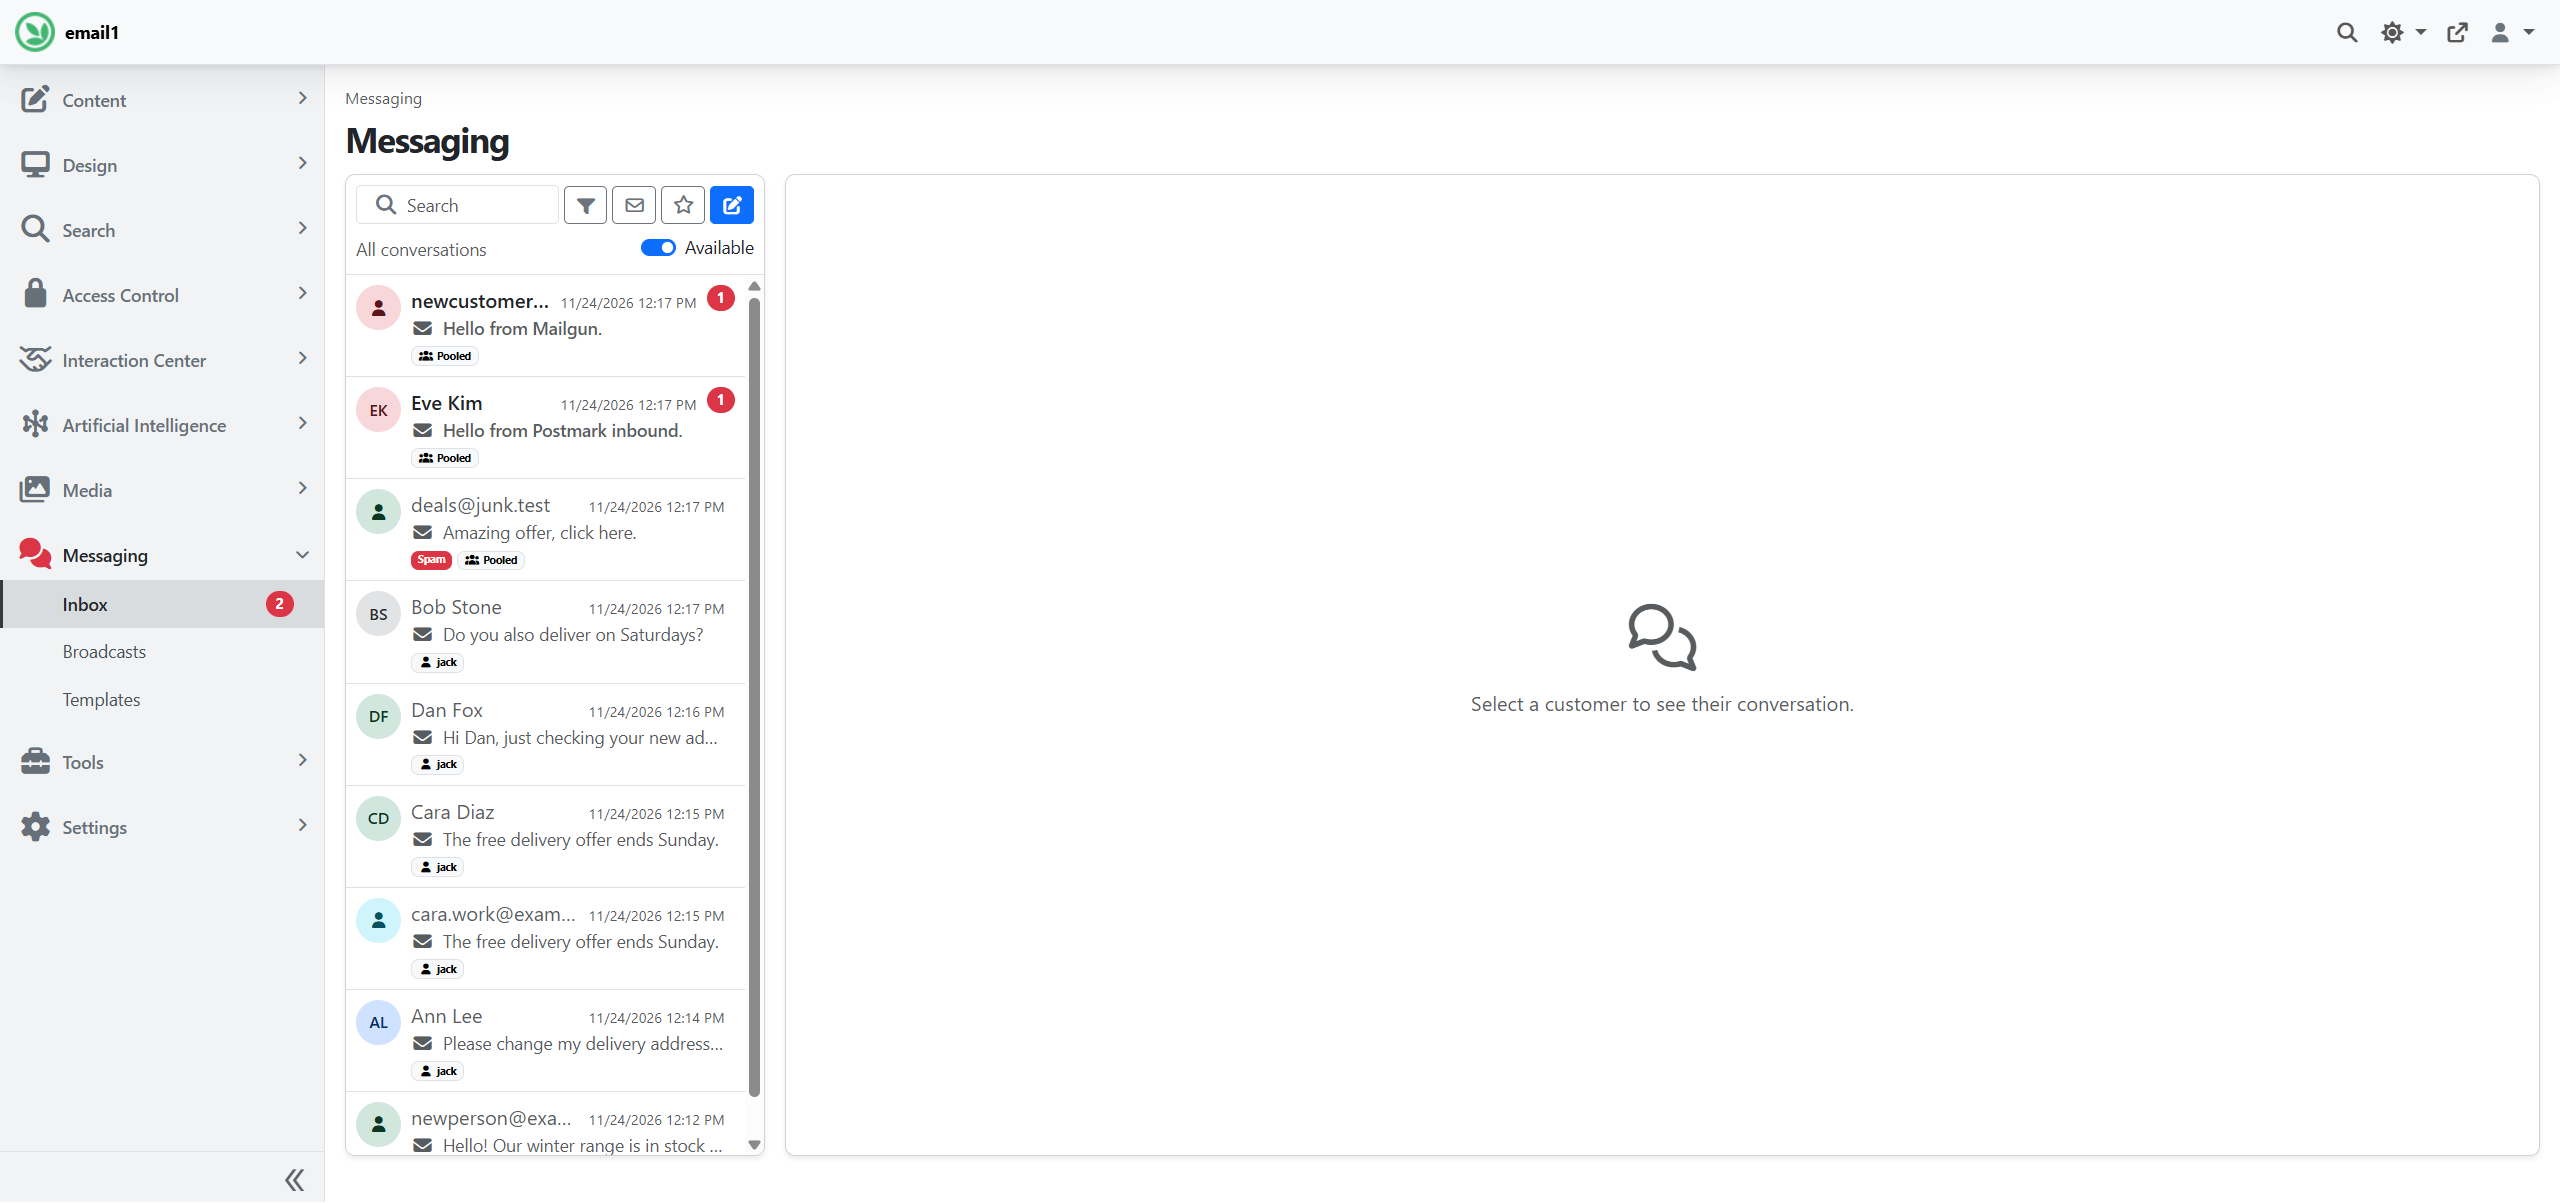 email1
Content
Design
Search
Access Control
Interaction Center
Artificial Intelligence
Media
Messaging
Inbox 2
Broadcasts
Templates
Tools
Settings
Messaging
Messaging
Search
All conversations Available
newcustomer... 11/24/2026 12:17 PM 1
Hello from Mailgun.
Pooled
EK Eve Kim 11/24/2026 12:17 PM 1
Hello from Postmark inbound.
Pooled
deals@junk.test 11/24/2026 12:17 PM
Amazing offer, click here.
Spam Pooled
BS Bob Stone 11/24/2026 12:17 PM
Do you also deliver on Saturdays?
jack
DF Dan Fox 11/24/2026 12:16 PM
Hi Dan, just checking your new ad...
jack
CD Cara Diaz 11/24/2026 12:15 PM
The free delivery offer ends Sunday.
jack
cara.work@exam... 11/24/2026 12:15 PM
The free delivery offer ends Sunday.
jack
AL Ann Lee 11/24/2026 12:14 PM
Please change my delivery address...
jack
newperson@exa... 11/24/2026 12:12 PM
Hello! Our winter range is in stock ...
Select a customer to see their conversation.